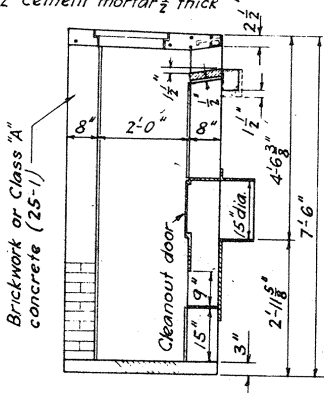 2" cement mortar ½" thick
2½"
8"
2'-0"
8"
1½"
½"
1½"
4'-6⅜"
7'-6"
Brickwork or Class "A"
concrete (25-1)
Cleanout door
15" dia.
9"
15"
2'-11⅝"
3"